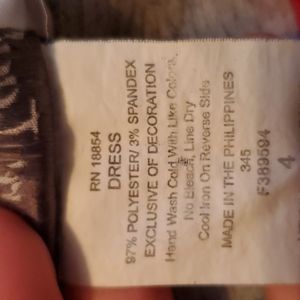 RN 18854
DRESS
97% POLYESTER/ 3% SPANDEX
EXCLUSIVE OF DECORATION
Hand Wash Cold With Like Colors,
No Bleach, Line Dry
Cool Iron On Reverse Side
MADE IN THE PHILIPPINES
345
F389594
4